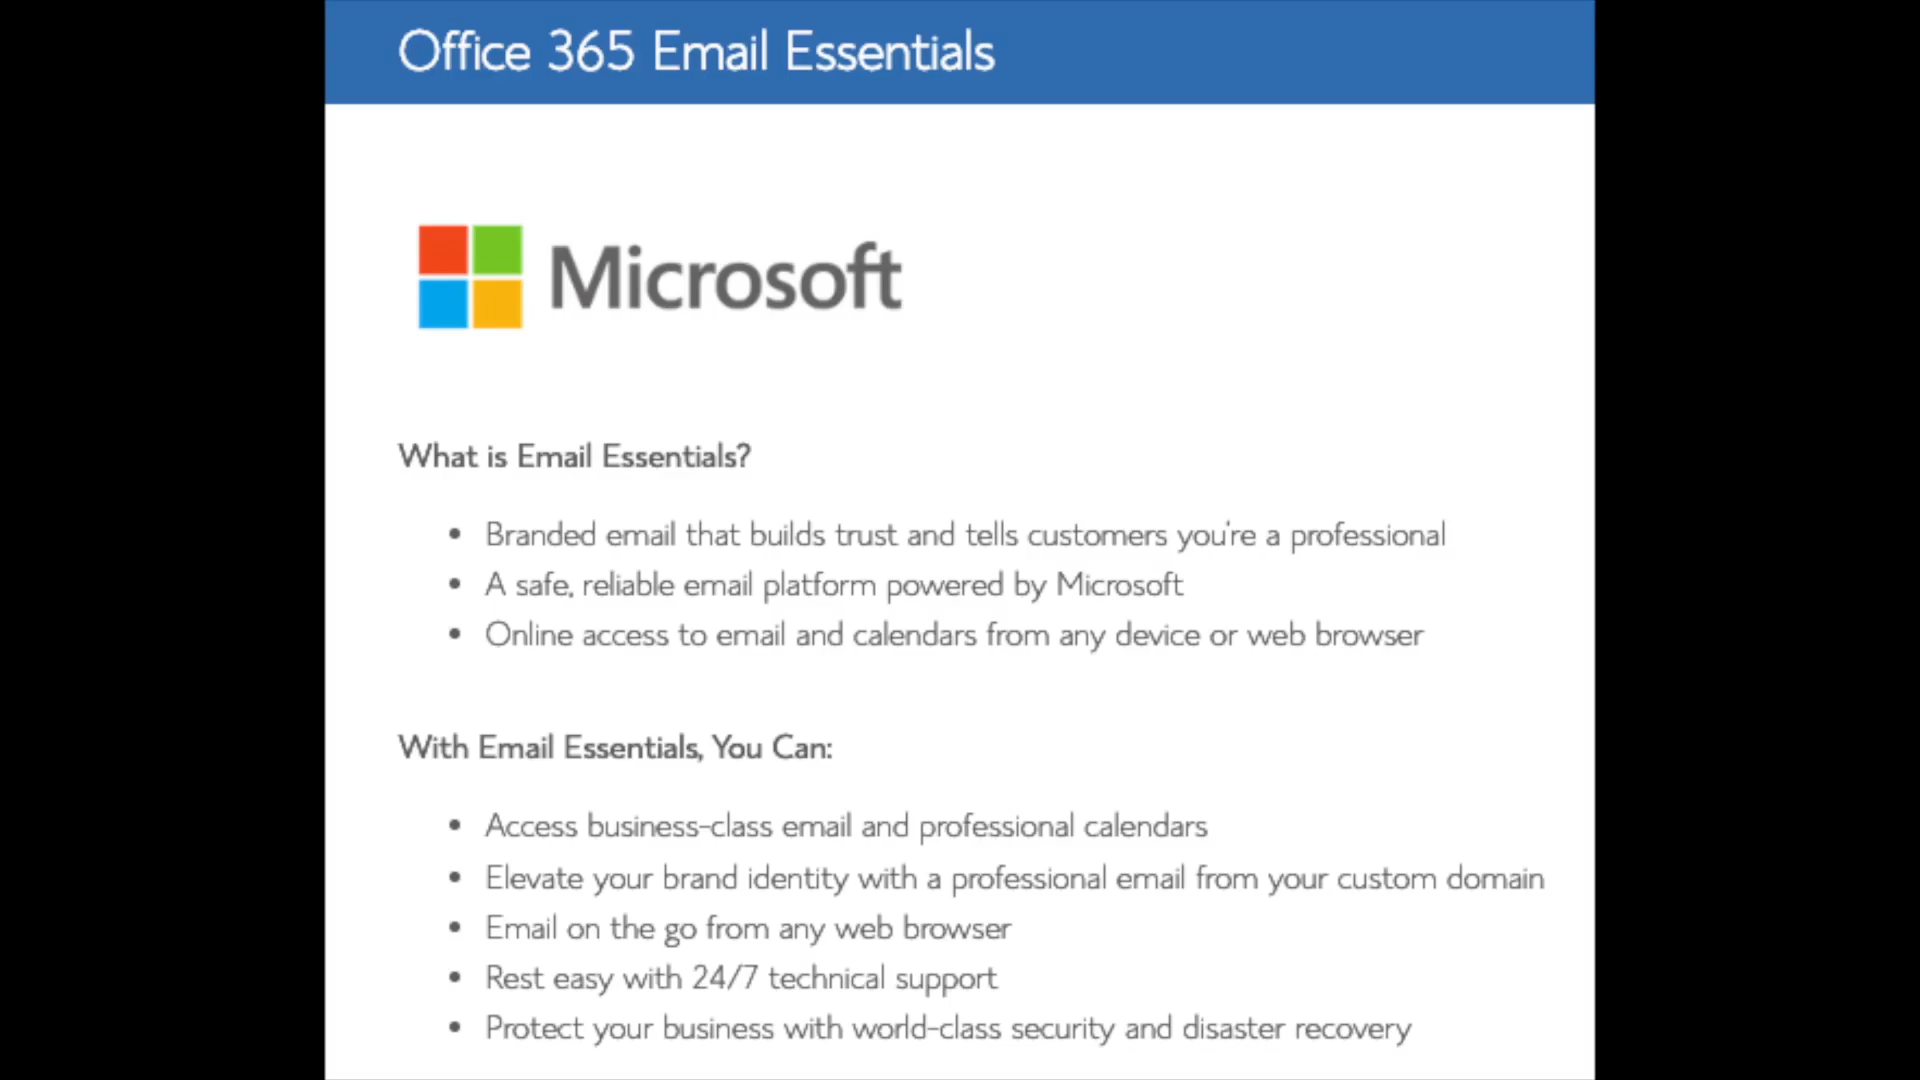 Office 365 Email Essentials
Microsoft
What is Email Essentials?
• Branded email that builds trust and tells customers you're a professional
• A safe, reliable email platform powered by Microsoft
• Online access to email and calendars from any device or web browser
With Email Essentials, You Can:
• Access business-class email and professional calendars
• Elevate your brand identity with a professional email from your custom domain
• Email on the go from any web browser
• Rest easy with 24/7 technical support
• Protect your business with world-class security and disaster recovery